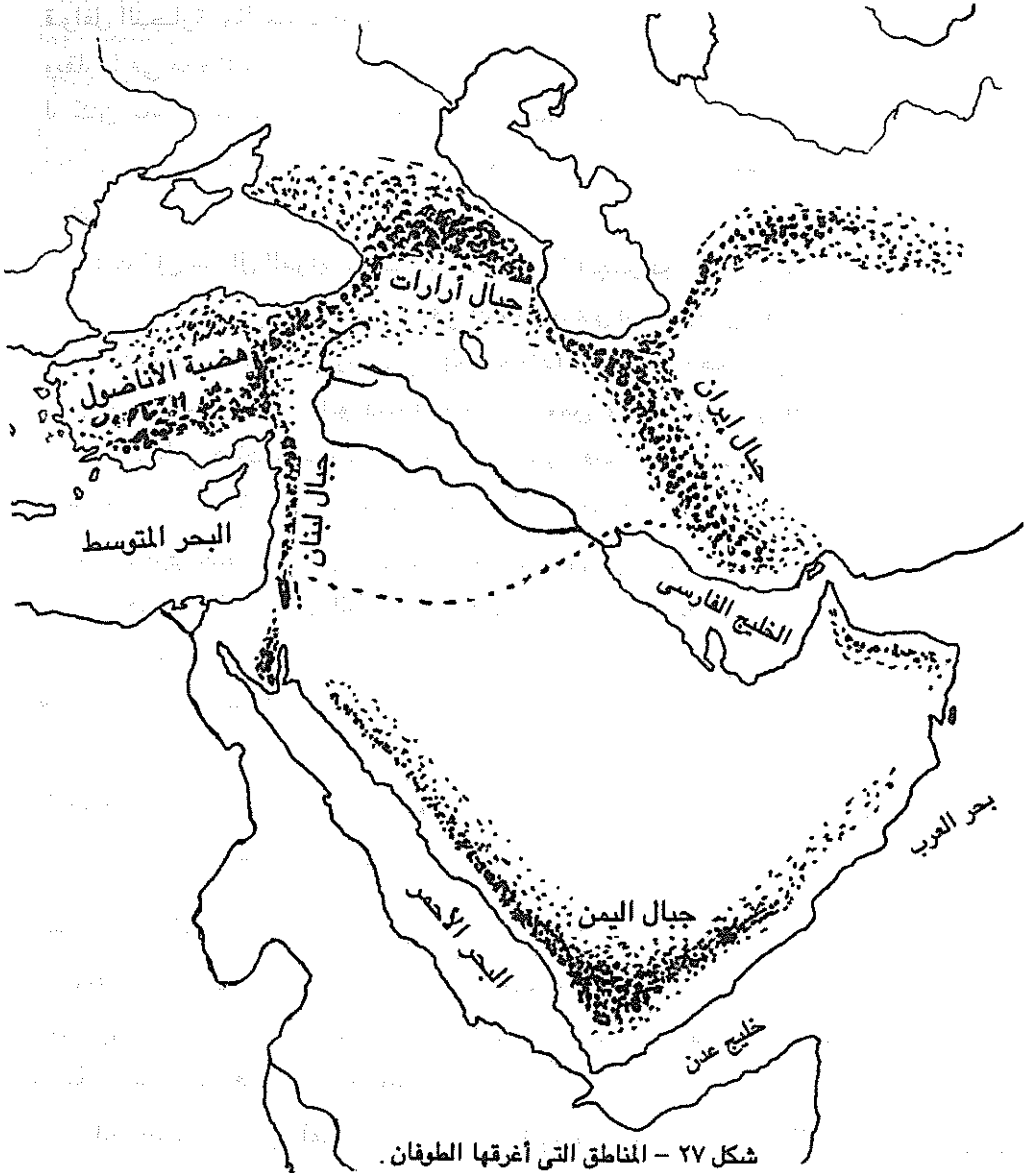 جبال أرارات
هضبة الأناضول
جبال ايران
جبال لبنان
البحر المتوسط
الخليج الفارسى
بحر العرب
جبال اليمن
البحر الأحمر
خليج عدن
شكل ٢٧ – المناطق التى أغرقها الطوفان .